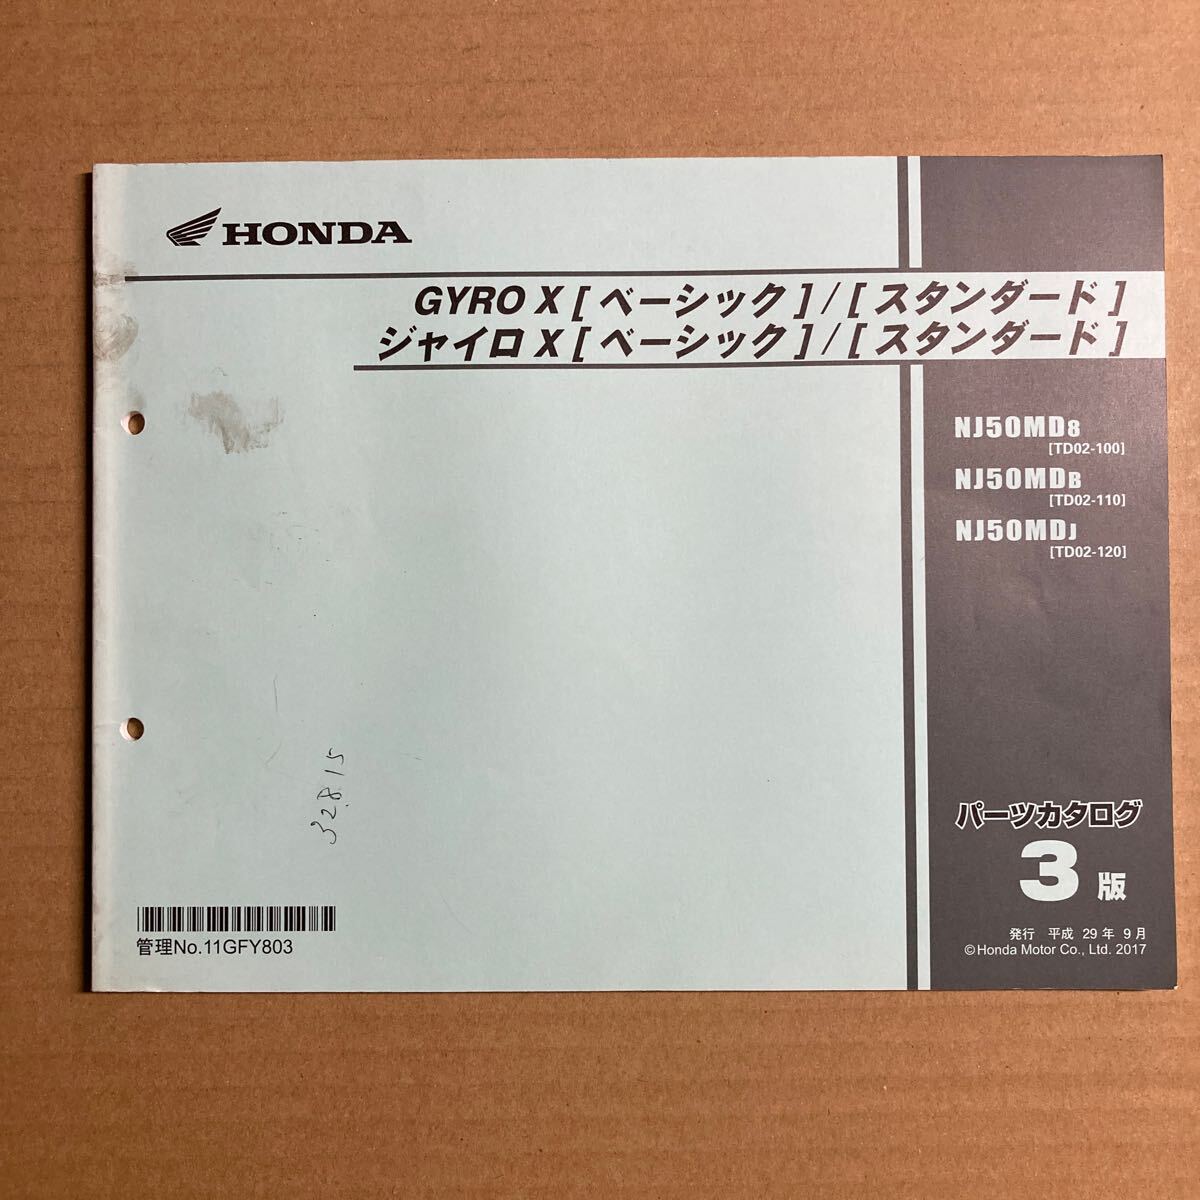 HONDA
GYRO X [ ベーシック ] / [ スタンダード ]
ジャイロ X [ ベーシック ] / [ スタンダード ]
NJ50MD8
[TD02-100]
NJ50MDB
[TD02-110]
NJ50MDJ
[TD02-120]
32815
パーツカタログ
3 版
発行 平成 29 年 9 月
©Honda Motor Co., Ltd. 2017
管理No.11GFY803